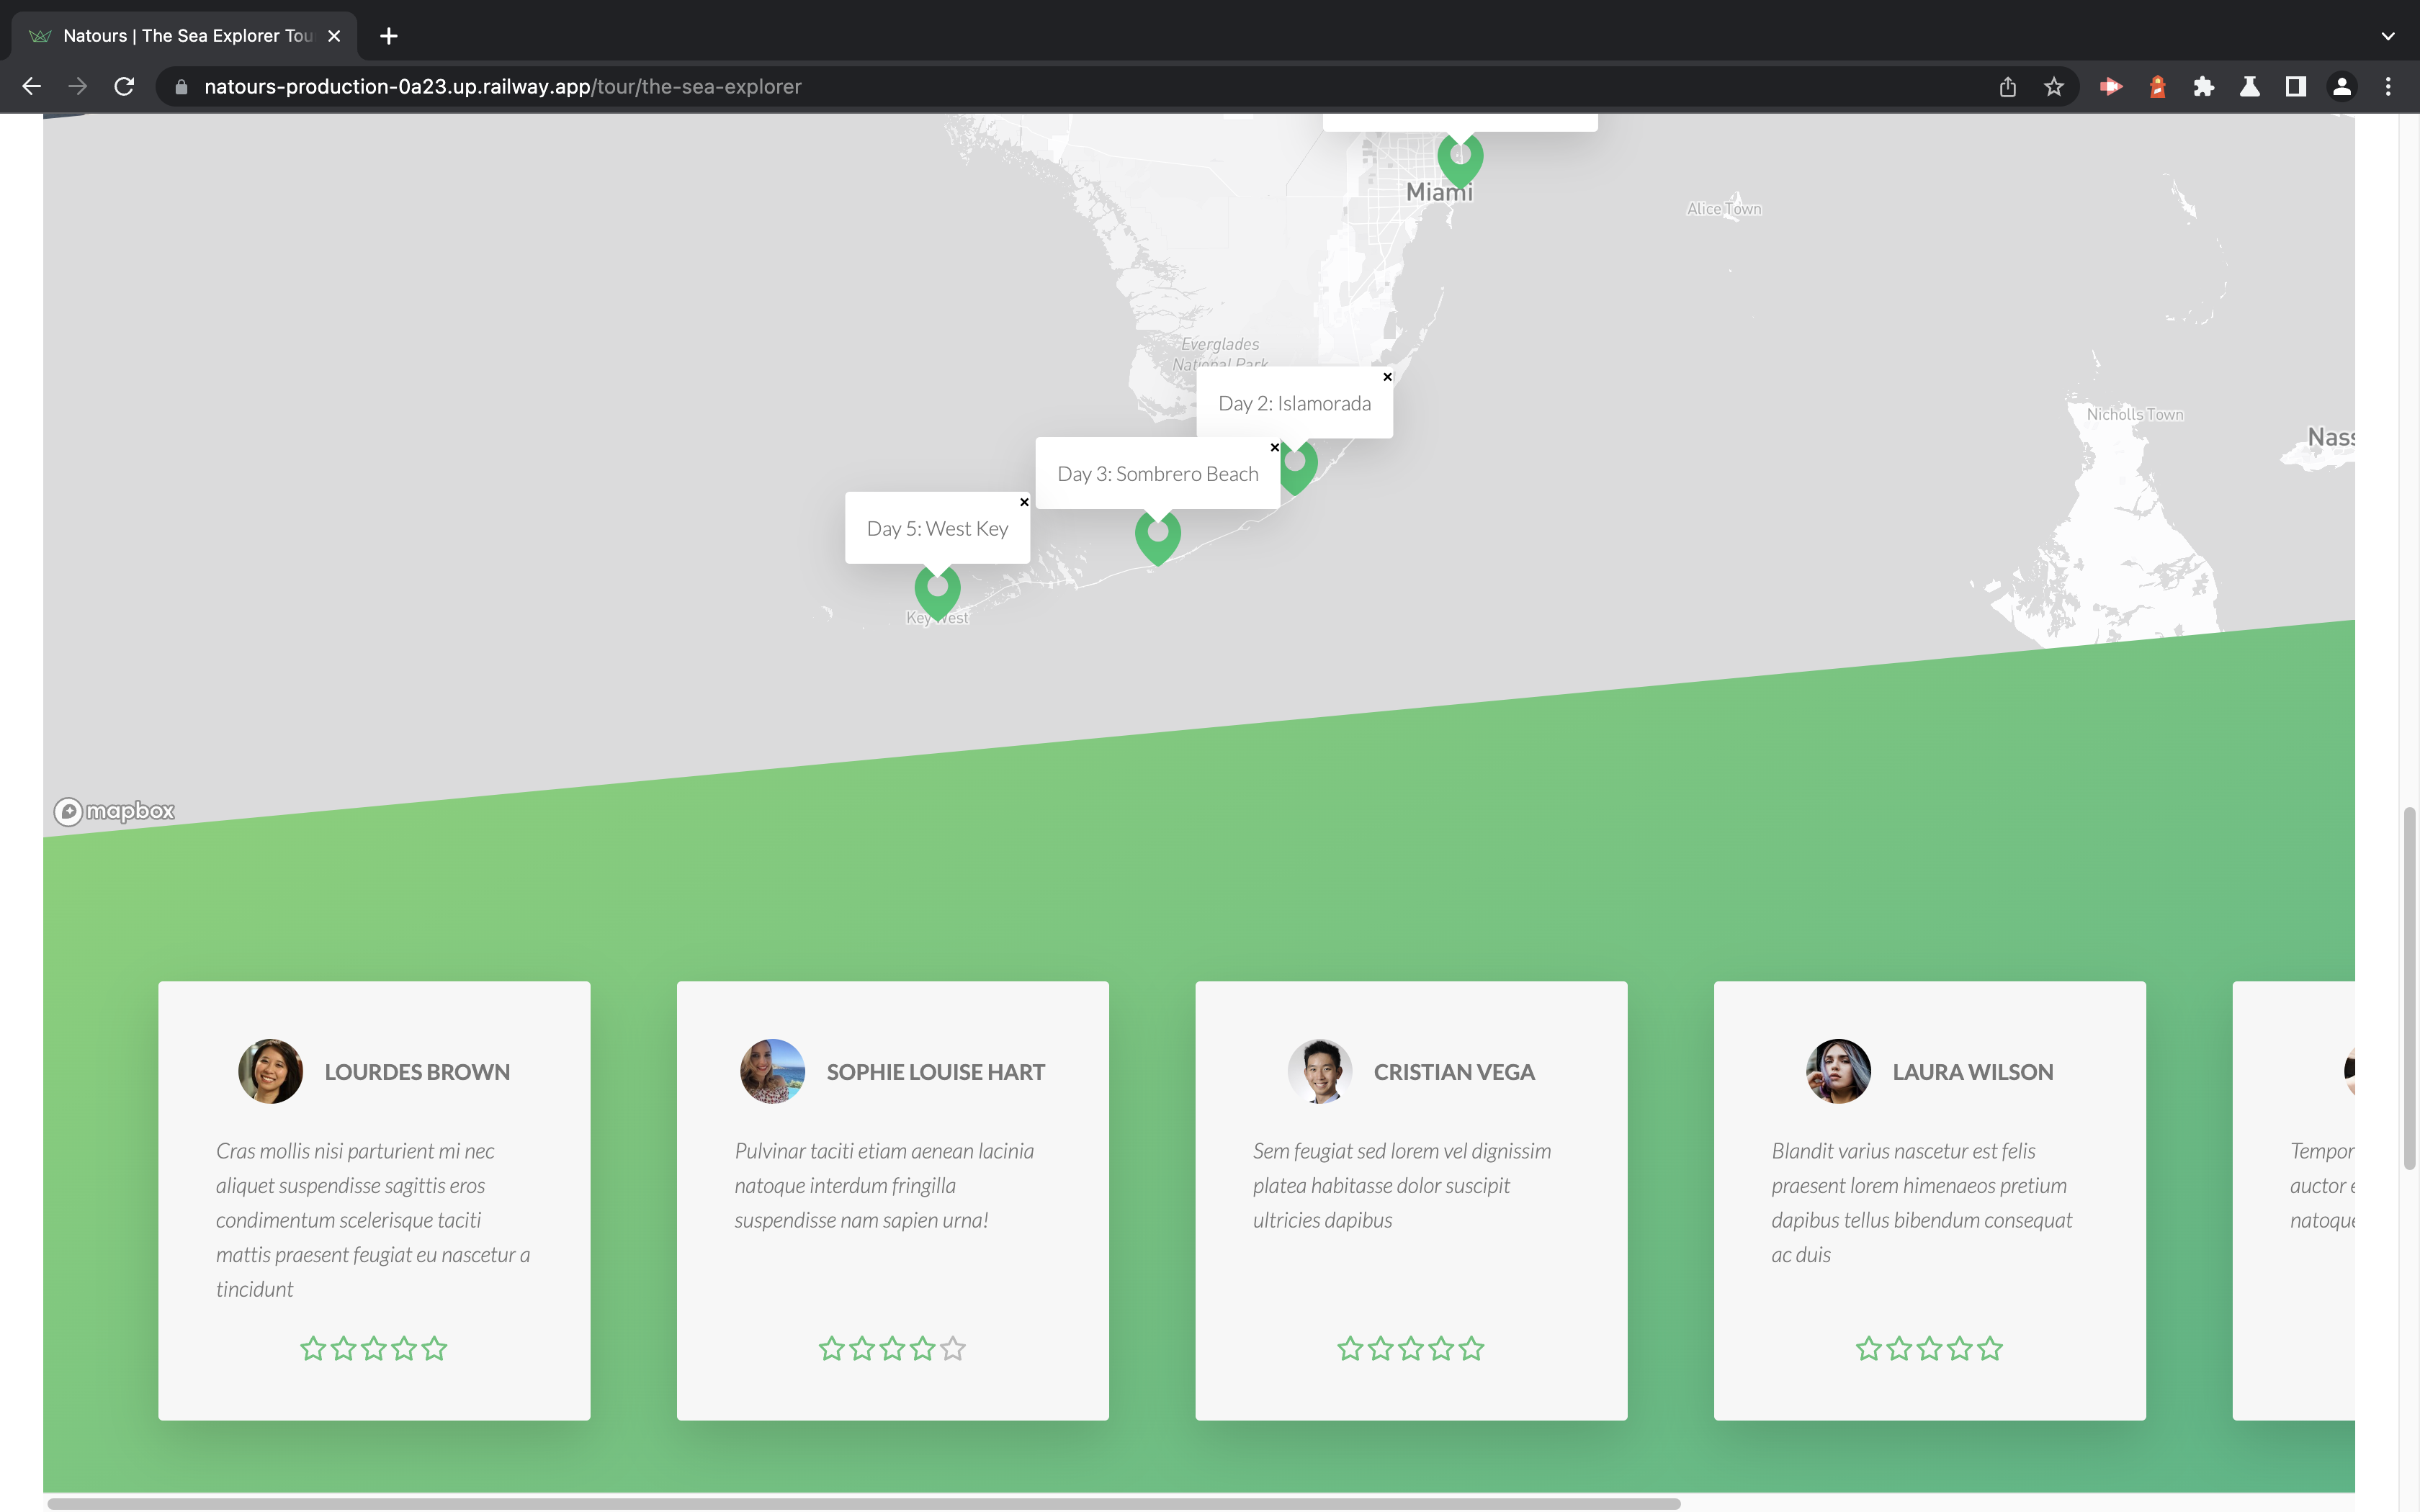 Natours | The Sea Explorer Tou
natours-production-0a23.up.railway.app/tour/the-sea-explorer
Miami
Alice Town
Everglades
National Park
Day 2: Islamorada
Nicholls Town
Nass
Day 3: Sombrero Beach
Day 5: West Key
Key West
mapbox
LOURDES BROWN
Cras mollis nisi parturient mi nec
aliquet suspendisse sagittis eros
condimentum scelerisque taciti
mattis praesent feugiat eu nascetur a
tincidunt
SOPHIE LOUISE HART
Pulvinar taciti etiam aenean lacinia
natoque interdum fringilla
suspendisse nam sapien urna!
CRISTIAN VEGA
Sem feugiat sed lorem vel dignissim
platea habitasse dolor suscipit
ultricies dapibus
LAURA WILSON
Blandit varius nascetur est felis
praesent lorem himenaeos pretium
dapibus tellus bibendum consequat
ac duis
Tempor
auctor
natoque